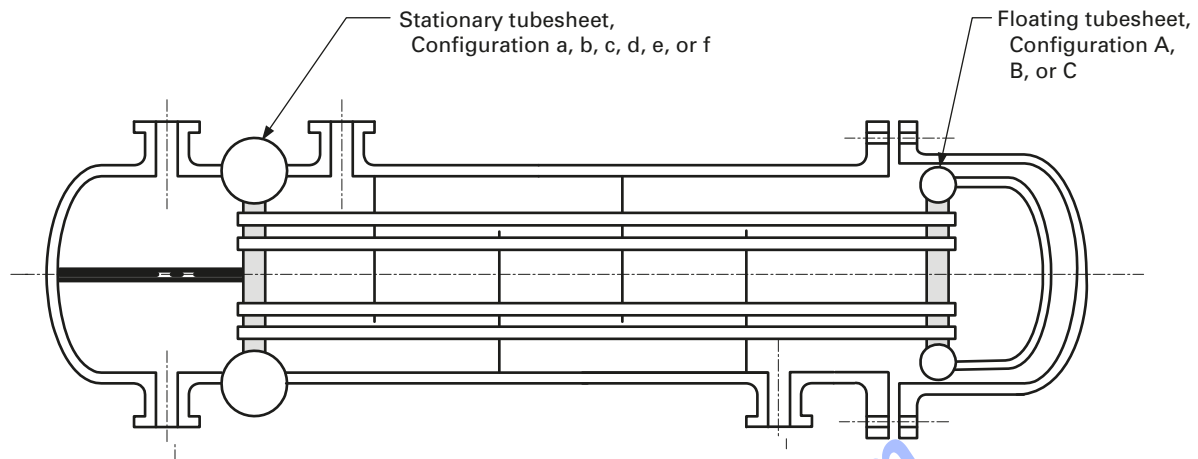 Stationary tubesheet,
Configuration a, b, c, d, e, or f
Floating tubesheet,
Configuration A,
B, or C